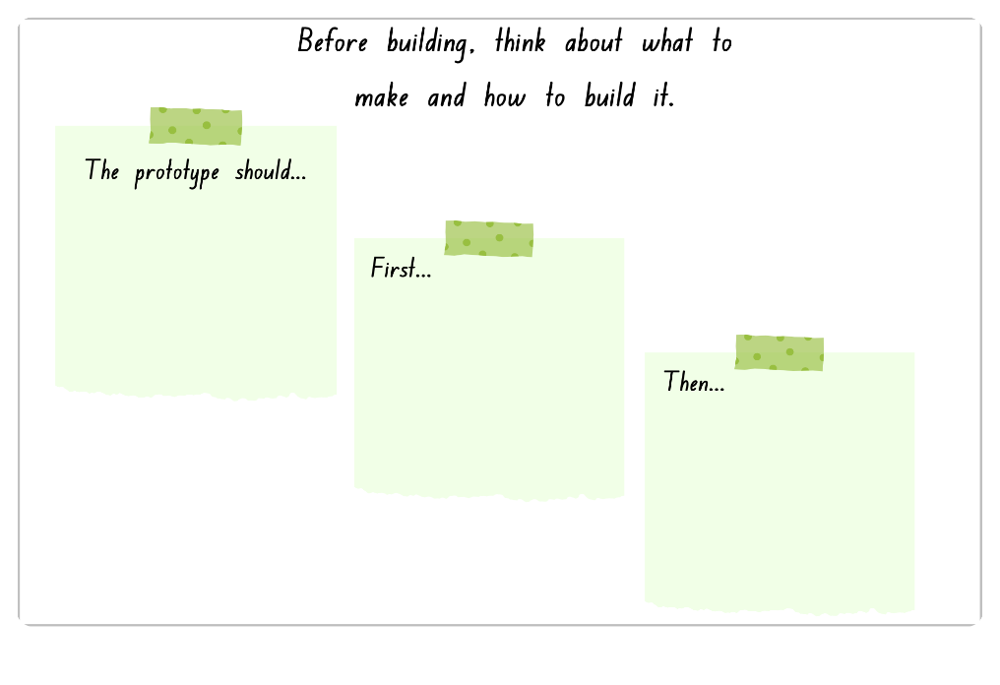 Before building, think about what to
make and how to build it.
The prototype should...
First...
Then...